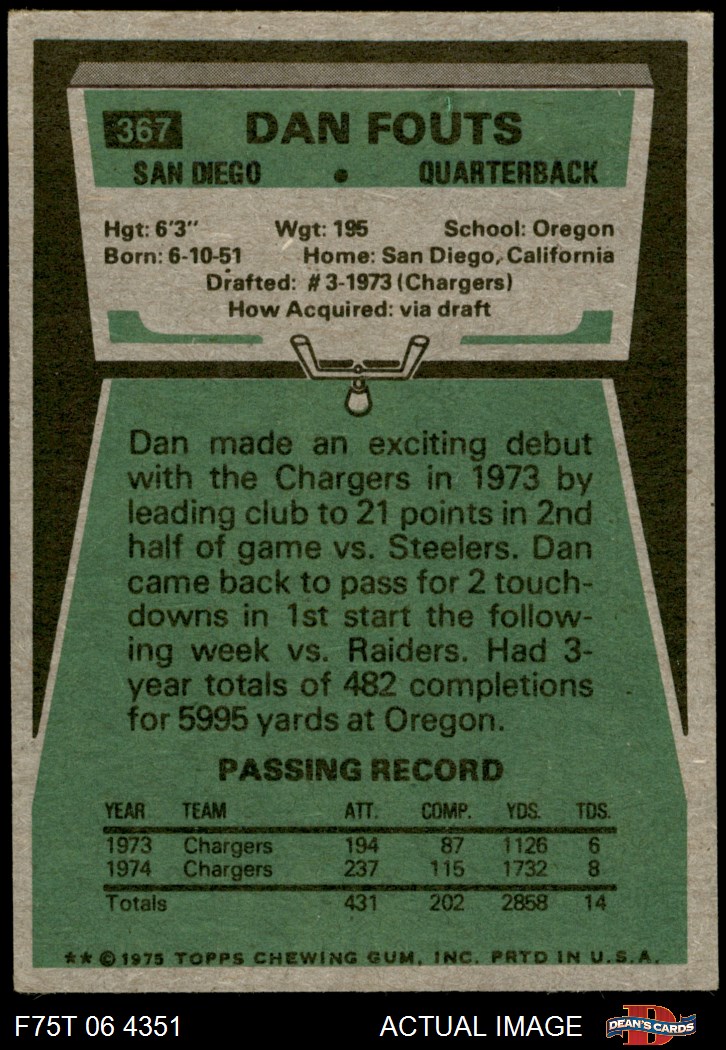 367 DAN FOUTS
SAN DIEGO • QUARTERBACK
Hgt: 6'3" Wgt: 195 School: Oregon
Born: 6-10-51 Home: San Diego, California
Drafted: #3-1973 (Chargers)
How Acquired: via draft
Dan made an exciting debut
with the Chargers in 1973 by
leading club to 21 points in 2nd
half of game vs. Steelers. Dan
came back to pass for 2 touch-
downs in 1st start the follow-
ing week vs. Raiders. Had 3-
year totals of 482 completions
for 5995 yards at Oregon.
PASSING RECORD
YEAR TEAM ATT. COMP. YDS. TDS.
1973 Chargers 194 87 1126 6
1974 Chargers 237 115 1732 8
Totals 431 202 2858 14
** © 1975 TOPPS CHEWING GUM, INC. PRTD IN U.S.A.
F75T 06 4351 ACTUAL IMAGE D DEAN'S CARDS